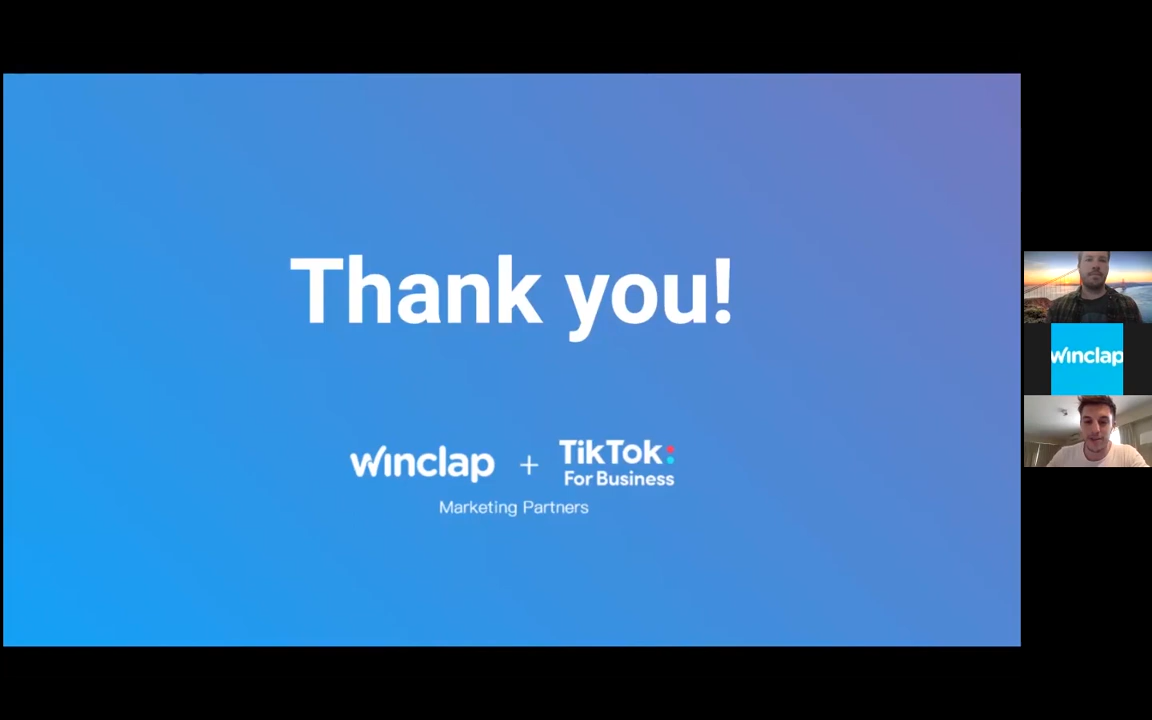 Thank you!
winclap + TikTok:
For Business
Marketing Partners
winclap